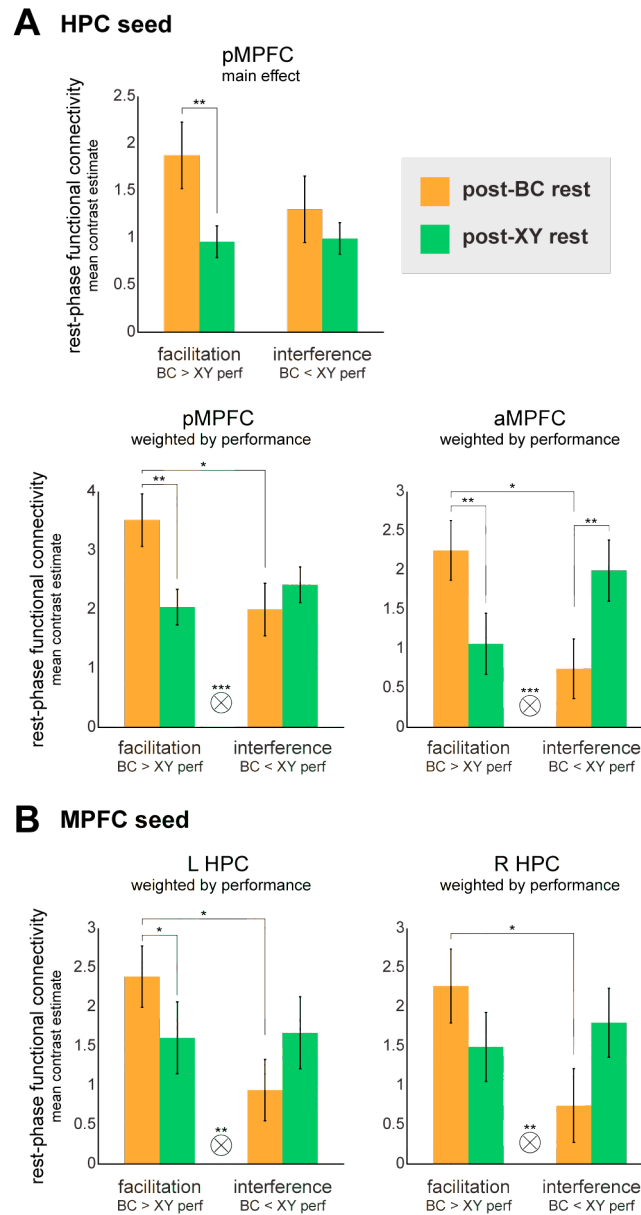 A HPC seed
pMPFC
main effect
rest-phase functional connectivity
mean contrast estimate
2.5
2
1.5
1
0.5
0
**
facilitation
BC > XY perf
interference
BC < XY perf
post-BC rest
post-XY rest
pMPFC
weighted by performance
rest-phase functional connectivity
mean contrast estimate
4
3
2
1
0
*
**
***
facilitation
BC > XY perf
interference
BC < XY perf
aMPFC
weighted by performance
3
2.5
2
1.5
1
0.5
0
*
**
**
***
facilitation
BC > XY perf
interference
BC < XY perf
B MPFC seed
L HPC
weighted by performance
rest-phase functional connectivity
mean contrast estimate
3
2.5
2
1.5
1
0.5
0
*
*
**
facilitation
BC > XY perf
interference
BC < XY perf
R HPC
weighted by performance
3
2.5
2
1.5
1
0.5
0
*
**
facilitation
BC > XY perf
interference
BC < XY perf